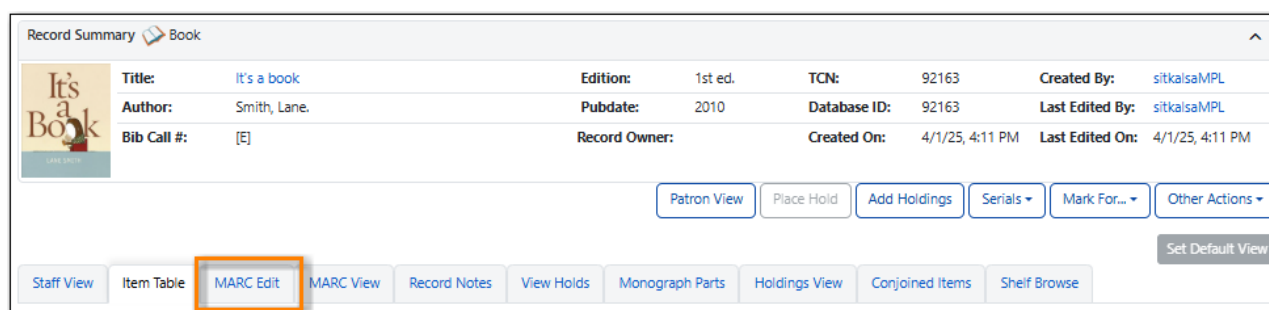 Record Summary Book
It's a Book
LANE SMITH
Title: It's a book Edition: 1st ed. TCN: 92163 Created By: sitkalsaMPL
Author: Smith, Lane. Pubdate: 2010 Database ID: 92163 Last Edited By: sitkalsaMPL
Bib Call #: [E] Record Owner: Created On: 4/1/25, 4:11 PM Last Edited On: 4/1/25, 4:11 PM
Patron View Place Hold Add Holdings Serials Mark For... Other Actions
Set Default View
Staff View Item Table MARC Edit MARC View Record Notes View Holds Monograph Parts Holdings View Conjoined Items Shelf Browse